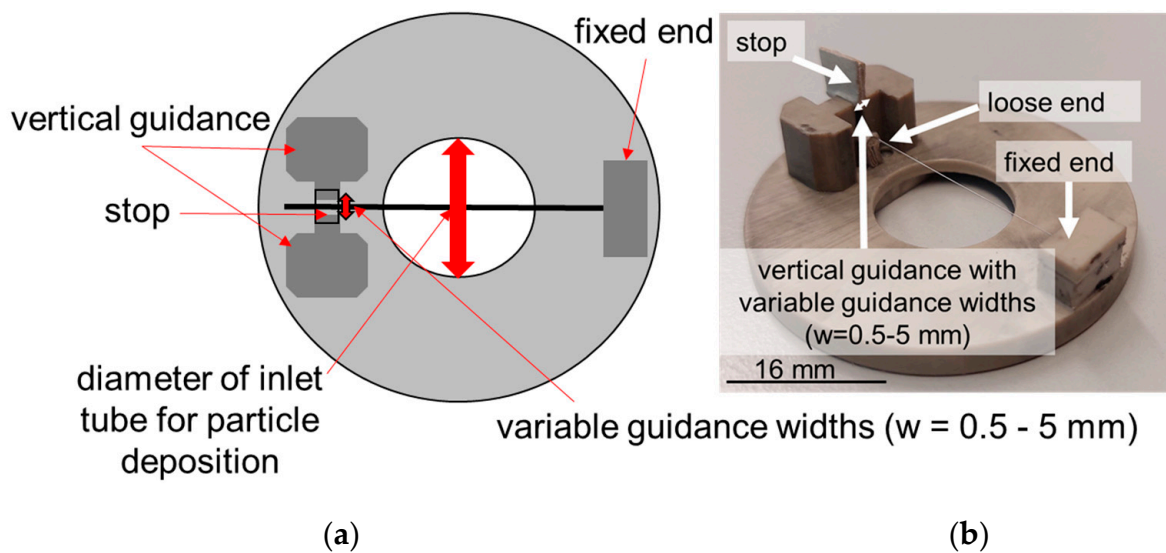 fixed end
vertical guidance
stop
diameter of inlet
tube for particle
deposition
variable guidance widths (w = 0.5 - 5 mm)
(a)
stop
loose end
fixed end
vertical guidance with
variable guidance widths
(w=0.5-5 mm)
16 mm
(b)